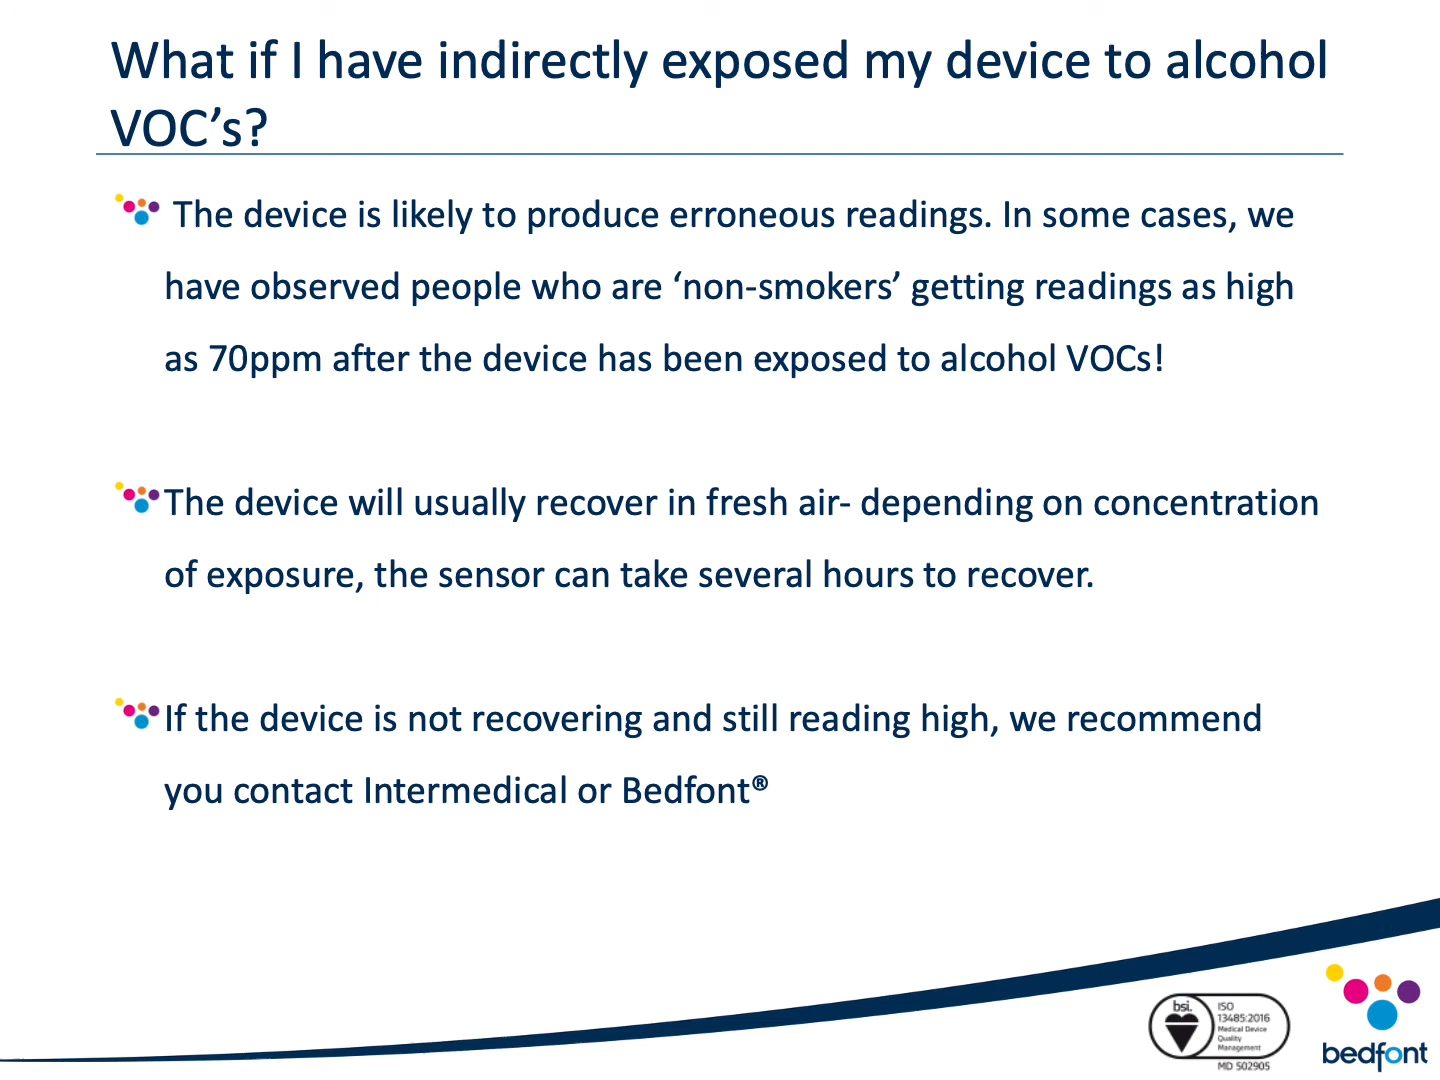 What if I have indirectly exposed my device to alcohol
VOC’s?
The device is likely to produce erroneous readings. In some cases, we
have observed people who are ‘non-smokers’ getting readings as high
as 70ppm after the device has been exposed to alcohol VOCs!
The device will usually recover in fresh air- depending on concentration
of exposure, the sensor can take several hours to recover.
If the device is not recovering and still reading high, we recommend
you contact Intermedical or Bedfont®
bsi.
ISO
13485:2016
Medical Device
Quality
Management
MD 502905
bedfont